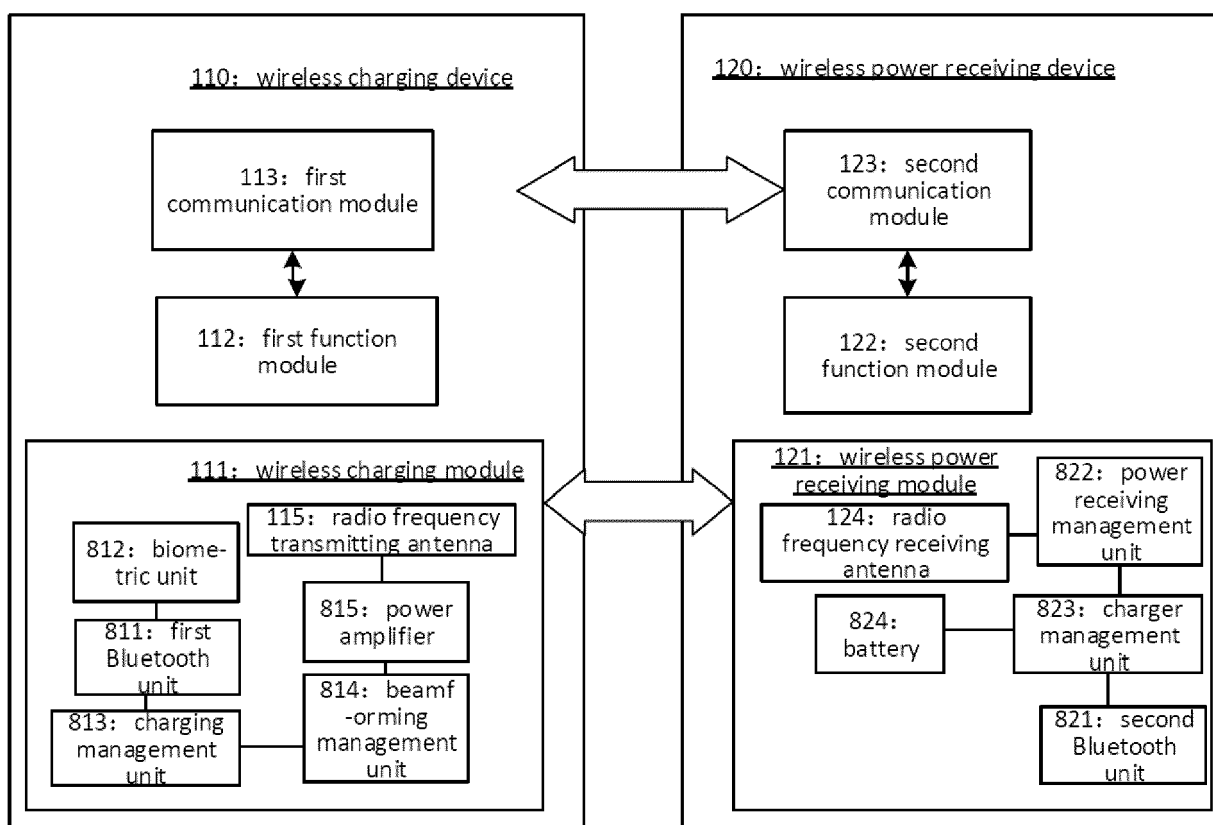 110：wireless charging device
113：first
communication module
112：first function
module
111：wireless charging module
115：radio frequency
transmitting antenna
812：biome-
tric unit
811：first
Bluetooth
unit
813：charging
management
unit
815：power
amplifier
814：beamf
-orming
management
unit
120：wireless power receiving device
123：second
communication
module
122：second
function module
121：wireless power
receiving module
124：radio
frequency receiving
antenna
822：power
receiving
management
unit
824：
battery
823：charger
management
unit
821：second
Bluetooth unit